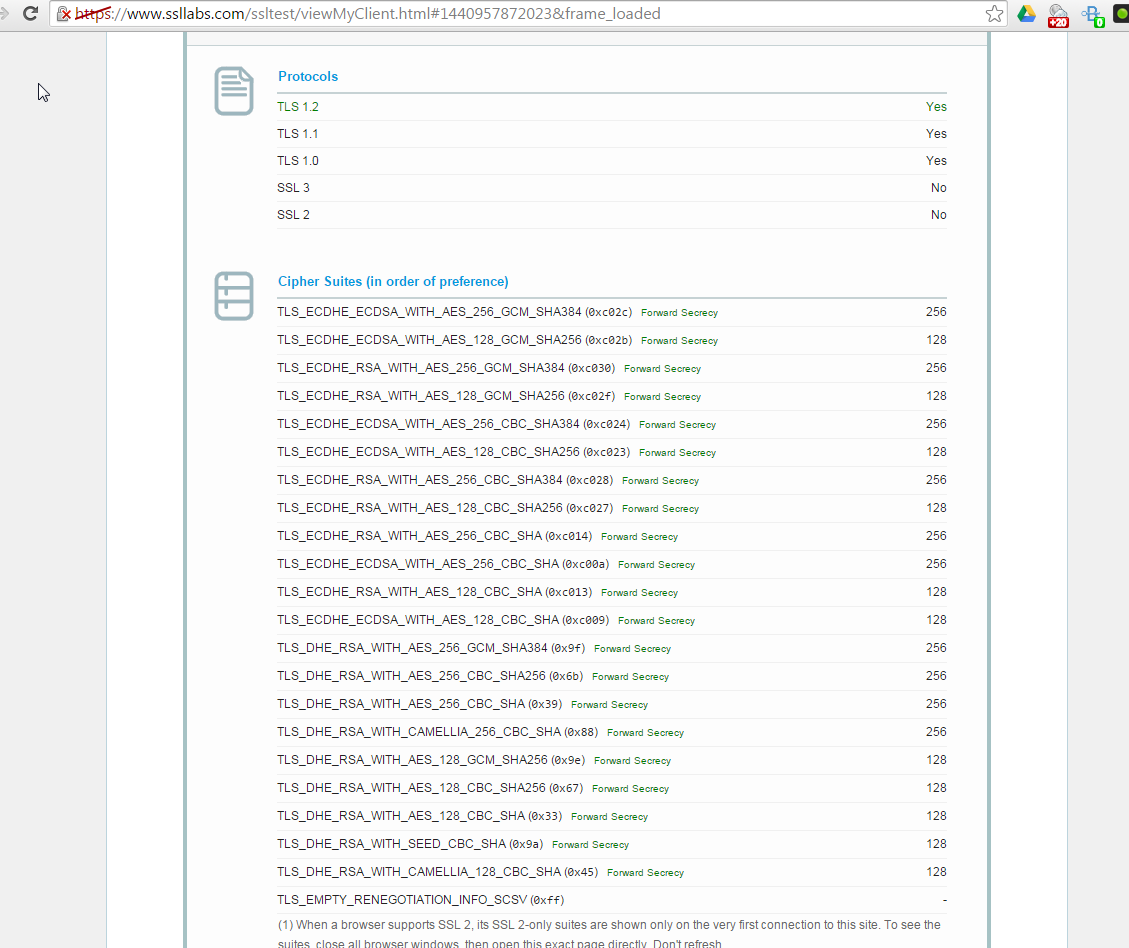 https://www.ssllabs.com/ssltest/viewMyClient.html#1440957872023&frame_loaded
+20
0
Protocols
TLS 1.2 Yes
TLS 1.1 Yes
TLS 1.0 Yes
SSL 3 No
SSL 2 No
Cipher Suites (in order of preference)
TLS_ECDHE_ECDSA_WITH_AES_256_GCM_SHA384 (0xc02c) Forward Secrecy 256
TLS_ECDHE_ECDSA_WITH_AES_128_GCM_SHA256 (0xc02b) Forward Secrecy 128
TLS_ECDHE_RSA_WITH_AES_256_GCM_SHA384 (0xc030) Forward Secrecy 256
TLS_ECDHE_RSA_WITH_AES_128_GCM_SHA256 (0xc02f) Forward Secrecy 128
TLS_ECDHE_ECDSA_WITH_AES_256_CBC_SHA384 (0xc024) Forward Secrecy 256
TLS_ECDHE_ECDSA_WITH_AES_128_CBC_SHA256 (0xc023) Forward Secrecy 128
TLS_ECDHE_RSA_WITH_AES_256_CBC_SHA384 (0xc028) Forward Secrecy 256
TLS_ECDHE_RSA_WITH_AES_128_CBC_SHA256 (0xc027) Forward Secrecy 128
TLS_ECDHE_RSA_WITH_AES_256_CBC_SHA (0xc014) Forward Secrecy 256
TLS_ECDHE_ECDSA_WITH_AES_256_CBC_SHA (0xc00a) Forward Secrecy 256
TLS_ECDHE_RSA_WITH_AES_128_CBC_SHA (0xc013) Forward Secrecy 128
TLS_ECDHE_ECDSA_WITH_AES_128_CBC_SHA (0xc009) Forward Secrecy 128
TLS_DHE_RSA_WITH_AES_256_GCM_SHA384 (0x9f) Forward Secrecy 256
TLS_DHE_RSA_WITH_AES_256_CBC_SHA256 (0x6b) Forward Secrecy 256
TLS_DHE_RSA_WITH_AES_256_CBC_SHA (0x39) Forward Secrecy 256
TLS_DHE_RSA_WITH_CAMELLIA_256_CBC_SHA (0x88) Forward Secrecy 256
TLS_DHE_RSA_WITH_AES_128_GCM_SHA256 (0x9e) Forward Secrecy 128
TLS_DHE_RSA_WITH_AES_128_CBC_SHA256 (0x67) Forward Secrecy 128
TLS_DHE_RSA_WITH_AES_128_CBC_SHA (0x33) Forward Secrecy 128
TLS_DHE_RSA_WITH_SEED_CBC_SHA (0x9a) Forward Secrecy 128
TLS_DHE_RSA_WITH_CAMELLIA_128_CBC_SHA (0x45) Forward Secrecy 128
TLS_EMPTY_RENEGOTIATION_INFO_SCSV (0xff) -
(1) When a browser supports SSL 2, its SSL 2-only suites are shown only on the very first connection to this site. To see the
suites, close all browser windows, then open this exact page directly. Don't refresh.